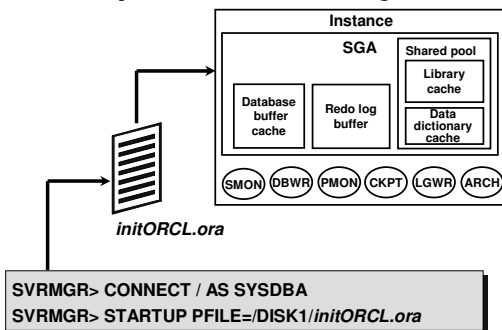 Instance
SGA
Shared pool
Library
cache
Database
buffer
cache
Redo log
buffer
Data
dictionary
cache
SMON DBWR PMON CKPT LGWR ARCH
initORCL.ora
SVRMGR> CONNECT / AS SYSDBA
SVRMGR> STARTUP PFILE=/DISK1/initORCL.ora